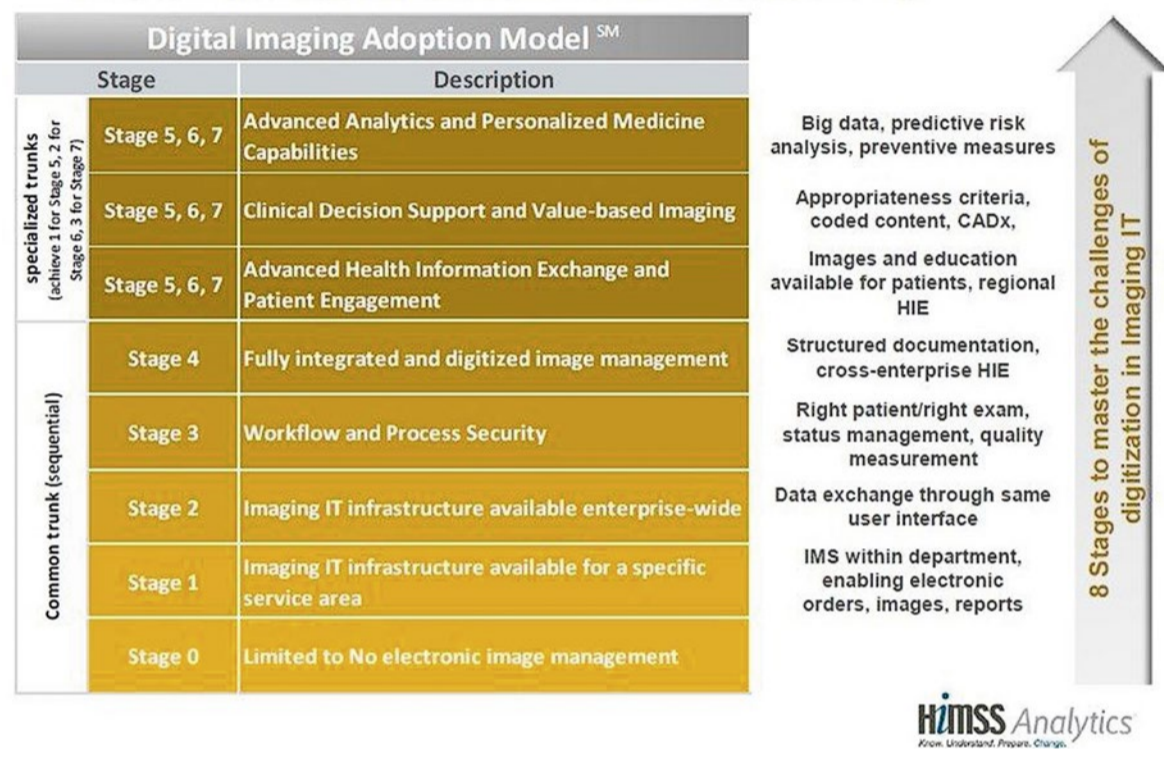 Digital Imaging Adoption Model SM
Stage
Description
specialized trunks
(achieve 1 for Stage 5, 2 for
Stage 6, 3 for Stage 7)
Stage 5, 6, 7
Advanced Analytics and Personalized Medicine
Capabilities
Big data, predictive risk
analysis, preventive measures
Stage 5, 6, 7
Clinical Decision Support and Value-based Imaging
Appropriateness criteria,
coded content, CADx,
Stage 5, 6, 7
Advanced Health Information Exchange and
Patient Engagement
Images and education
available for patients, regional
HIE
Common trunk (sequential)
Stage 4
Fully integrated and digitized image management
Structured documentation,
cross-enterprise HIE
Stage 3
Workflow and Process Security
Right patient/right exam,
status management, quality
measurement
Stage 2
Imaging IT infrastructure available enterprise-wide
Data exchange through same
user interface
Stage 1
Imaging IT infrastructure available for a specific
service area
IMS within department,
enabling electronic
orders, images, reports
Stage 0
Limited to No electronic image management
8 Stages to master the challenges of
digitization in Imaging IT
HiMSS Analytics
Know. Understand. Prepare. Change.